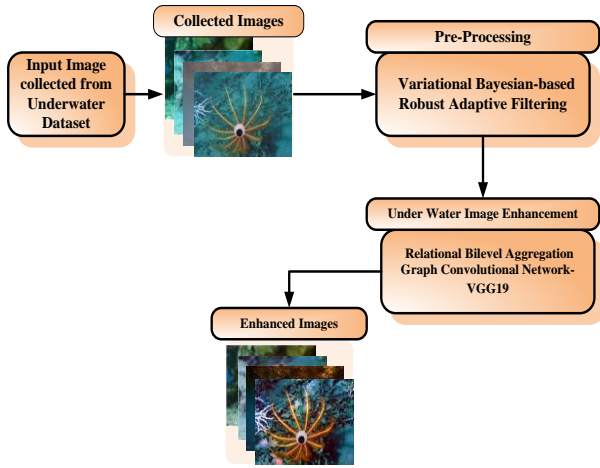 Collected Images
Input Image
collected from
Underwater
Dataset
Pre-Processing
Variational Bayesian-based
Robust Adaptive Filtering
Under Water Image Enhancement
Relational Bilevel Aggregation
Graph Convolutional Network-
VGG19
Enhanced Images